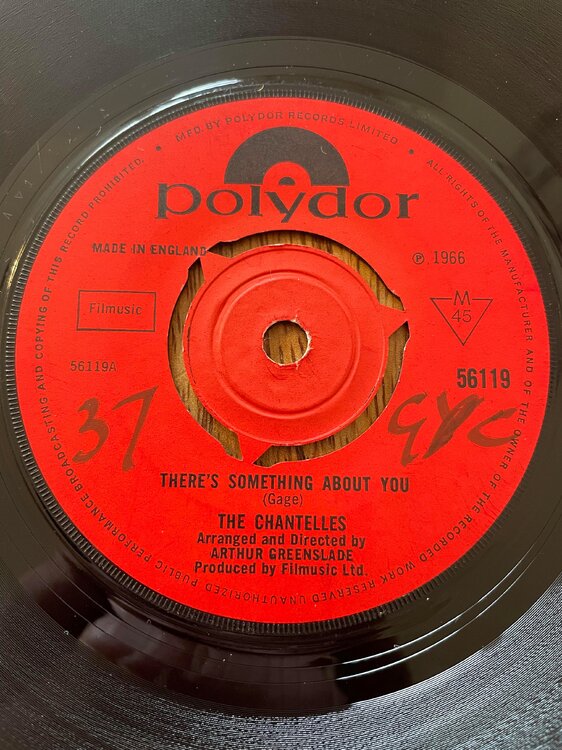 MFD. BY POLYDOR RECORDS LIMITED • ALL RIGHTS OF THE MANUFACTURER AND OF THE OWNER OF THE RECORDED WORK RESERVED UNAUTHORIZED PUBLIC PERFORMANCE BROADCASTING AND COPYING OF THIS RECORD PROHIBITED. •
polydor
MADE IN ENGLAND
℗ 1966
Filmusic
M
45
56119A
56119
37
GYC
THERE'S SOMETHING ABOUT YOU
(Gage)
THE CHANTELLES
Arranged and Directed by
ARTHUR GREENSLADE
Produced by Filmusic Ltd.